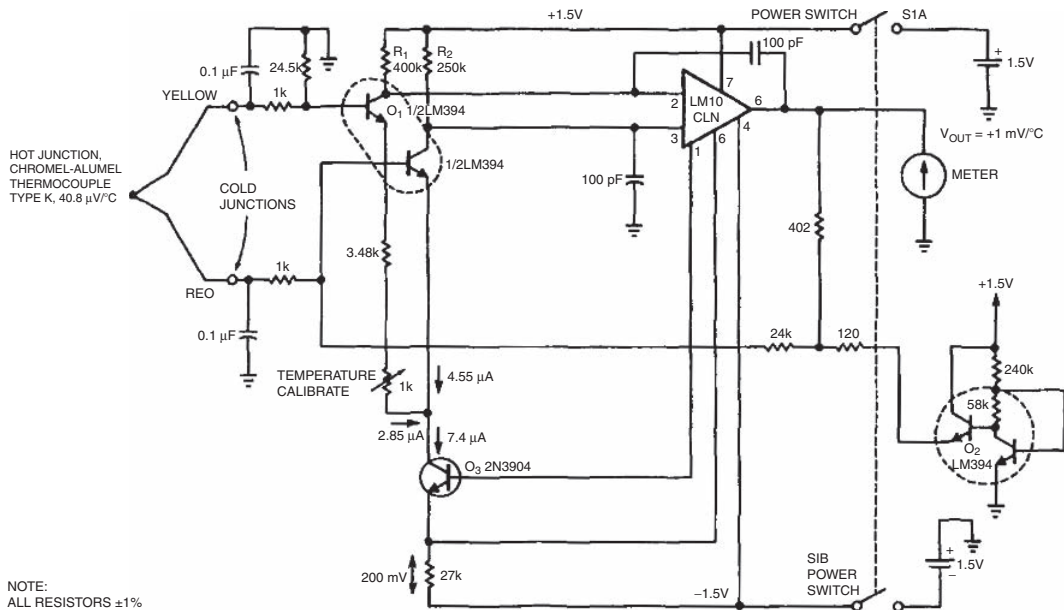 +1.5V
POWER SWITCH
S1A
100 pF
R1
400k
R2
250k
0.1 μF
24.5k
YELLOW
1k
O1 1/2LM394
2
3
7
LM10
CLN
6
4
1
6
+
1.5V
VOUT = +1 mV/°C
HOT JUNCTION,
CHROMEL-ALUMEL
THERMOCOUPLE
TYPE K, 40.8 μV/°C
COLD
JUNCTIONS
1/2LM394
100 pF
METER
402
3.48k
1k
REO
0.1 μF
+1.5V
24k
120
240k
TEMPERATURE
CALIBRATE
1k
4.55 μA
58k
2.85 μA
7.4 μA
O2
LM394
O3 2N3904
200 mV
27k
SIB
POWER
SWITCH
+
1.5V
−
−1.5V
NOTE:
ALL RESISTORS ±1%